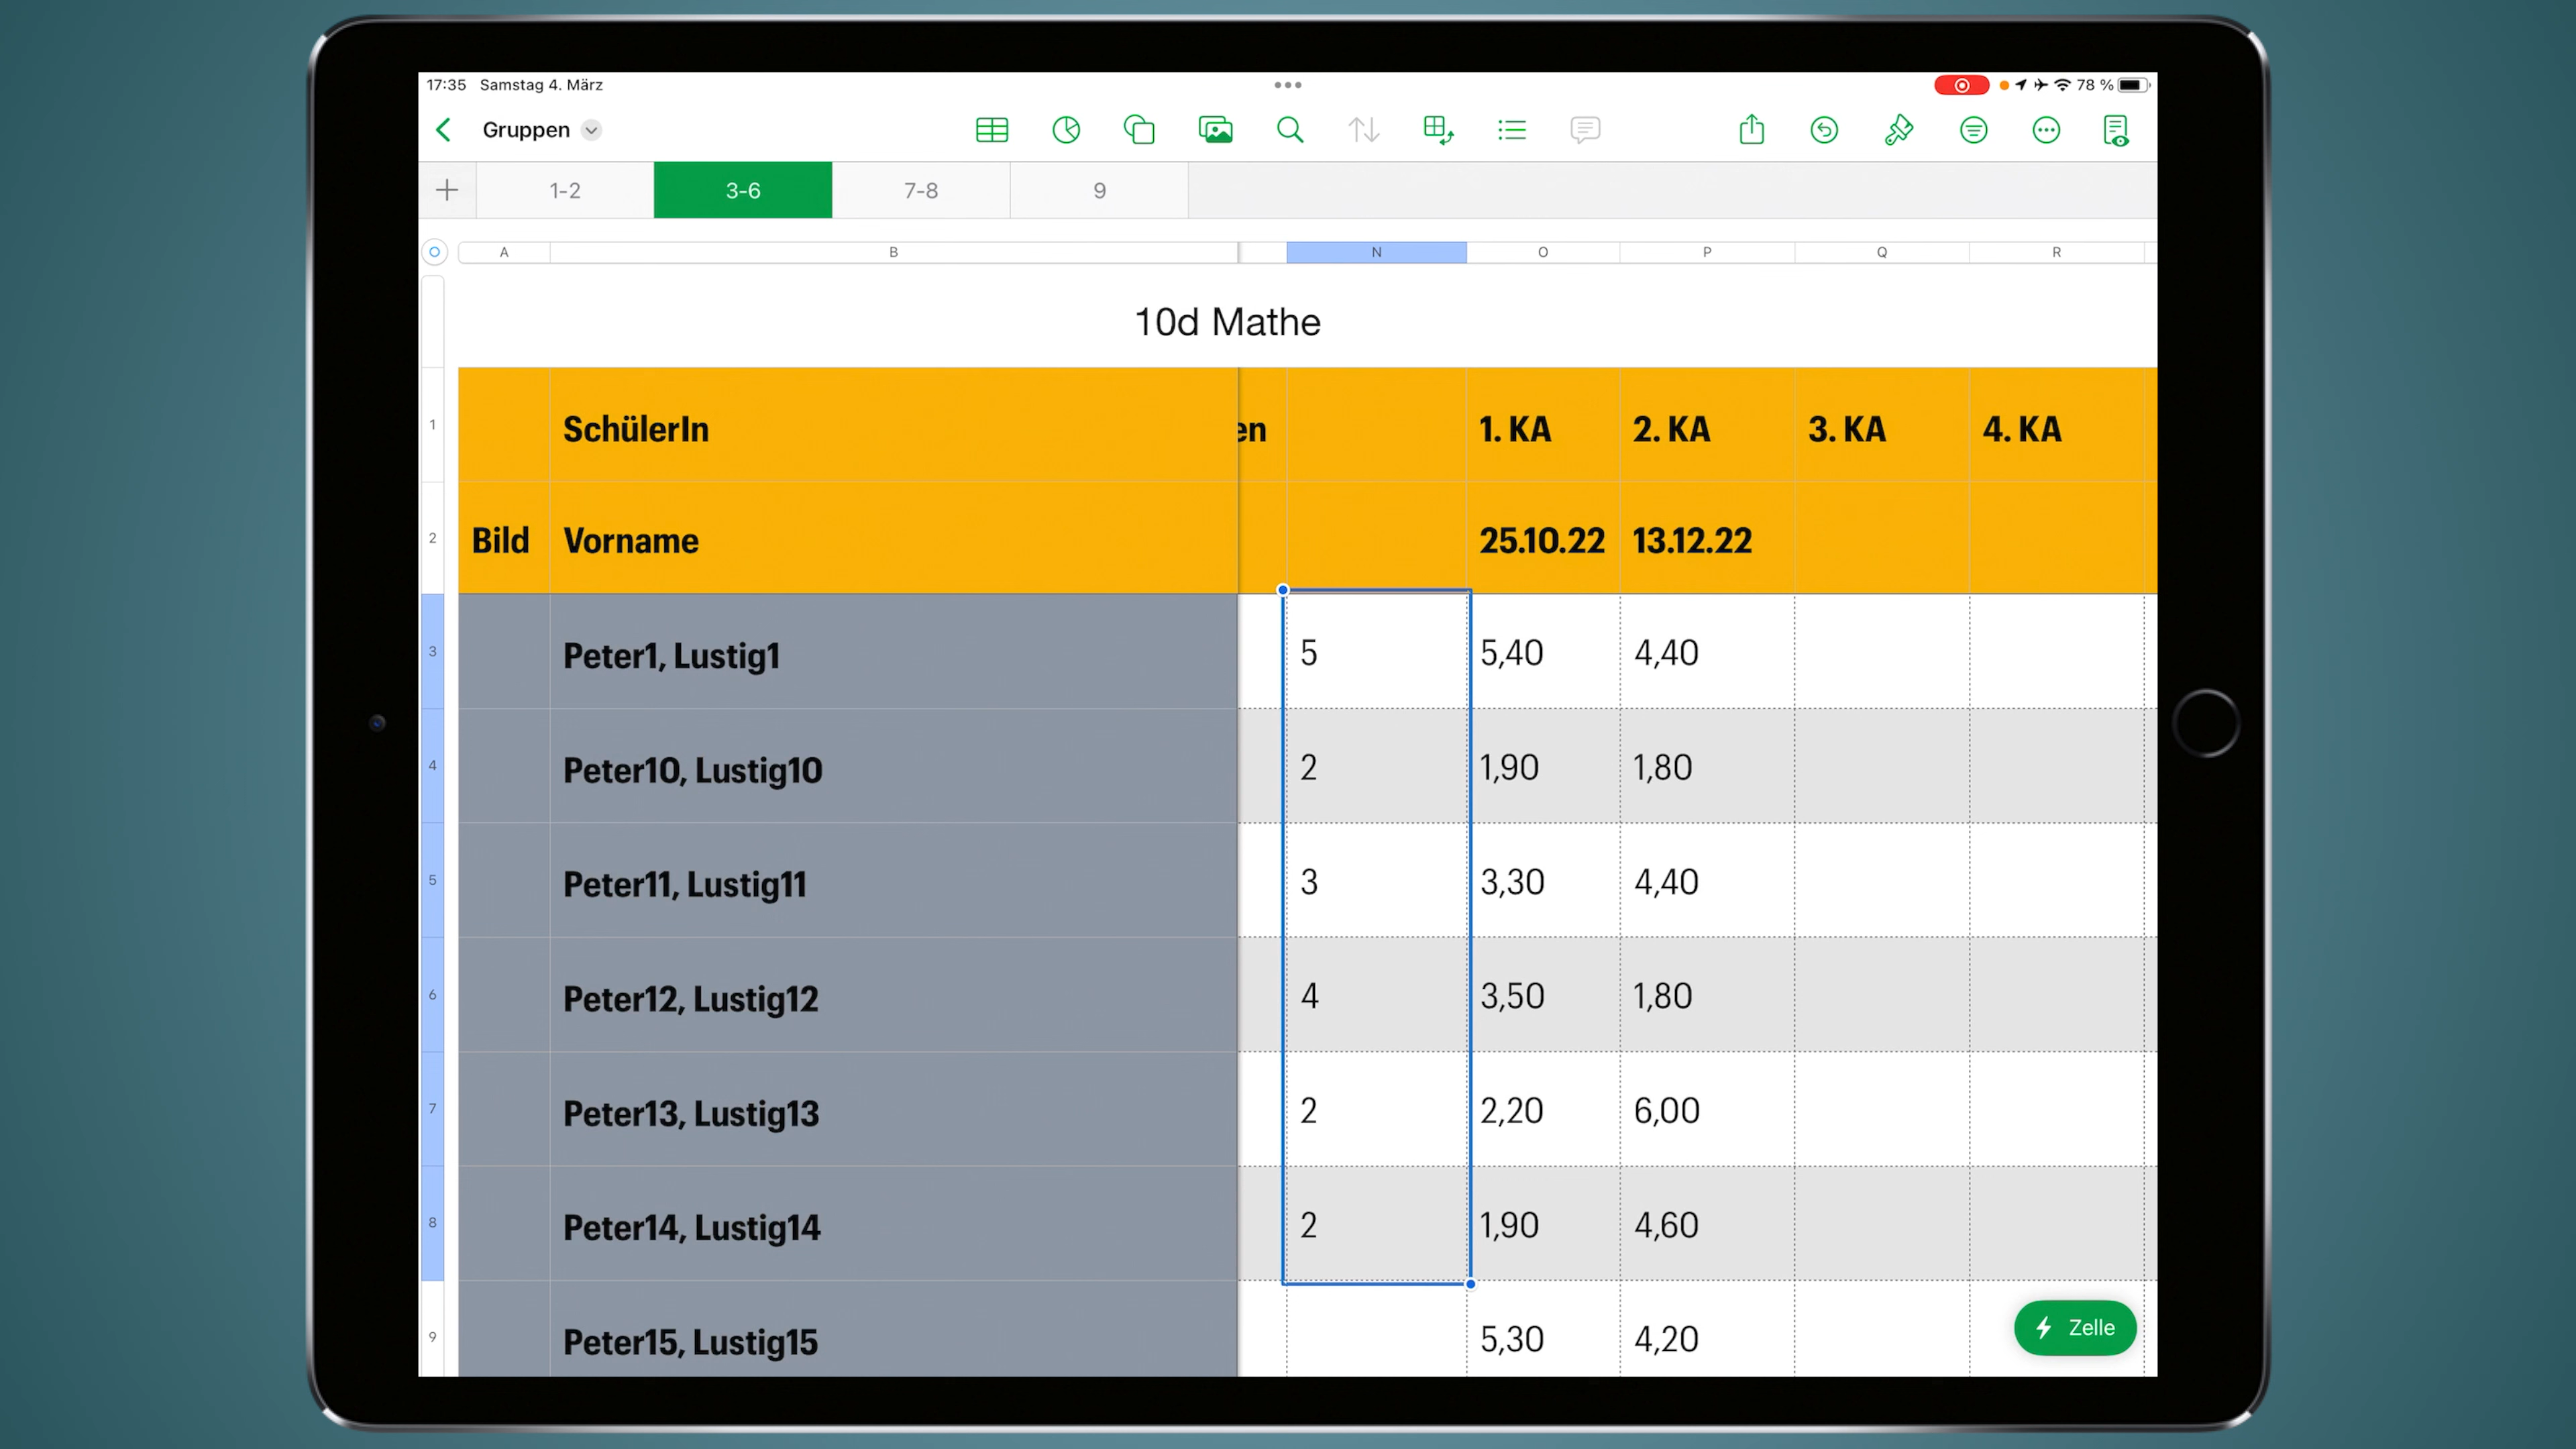 17:35 Samstag 4. März 78 %
Gruppen
1-2 3-6 7-8 9
A B N O P Q R
10d Mathe
1 SchülerIn en 1. KA 2. KA 3. KA 4. KA
2 Bild Vorname 25.10.22 13.12.22
3 Peter1, Lustig1 5 5,40 4,40
4 Peter10, Lustig10 2 1,90 1,80
5 Peter11, Lustig11 3 3,30 4,40
6 Peter12, Lustig12 4 3,50 1,80
7 Peter13, Lustig13 2 2,20 6,00
8 Peter14, Lustig14 2 1,90 4,60
9 Peter15, Lustig15 5,30 4,20
Zelle